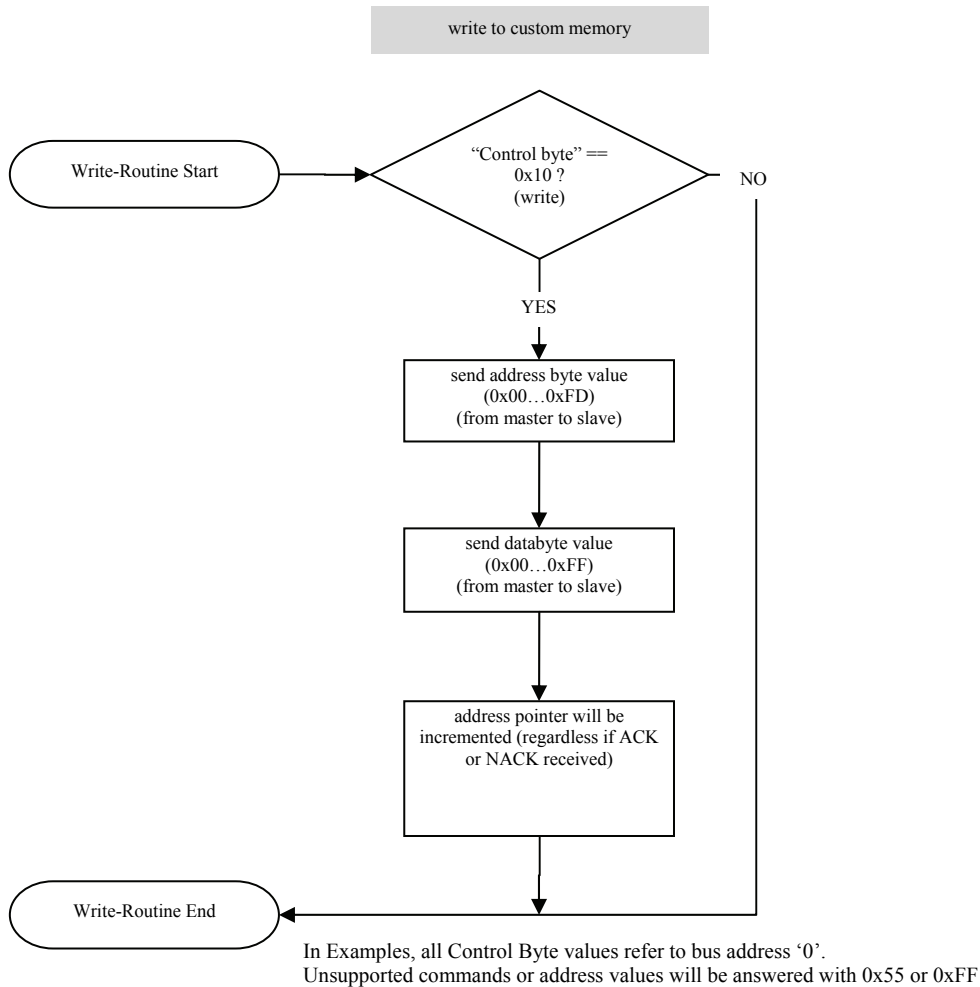 write to custom memory
Write-Routine Start
“Control byte” ==
0x10 ?
(write)
NO
YES
send address byte value
(0x00…0xFD)
(from master to slave)
send databyte value
(0x00…0xFF)
(from master to slave)
address pointer will be
incremented (regardless if ACK
or NACK received)
Write-Routine End
In Examples, all Control Byte values refer to bus address ‘0’.
Unsupported commands or address values will be answered with 0x55 or 0xFF